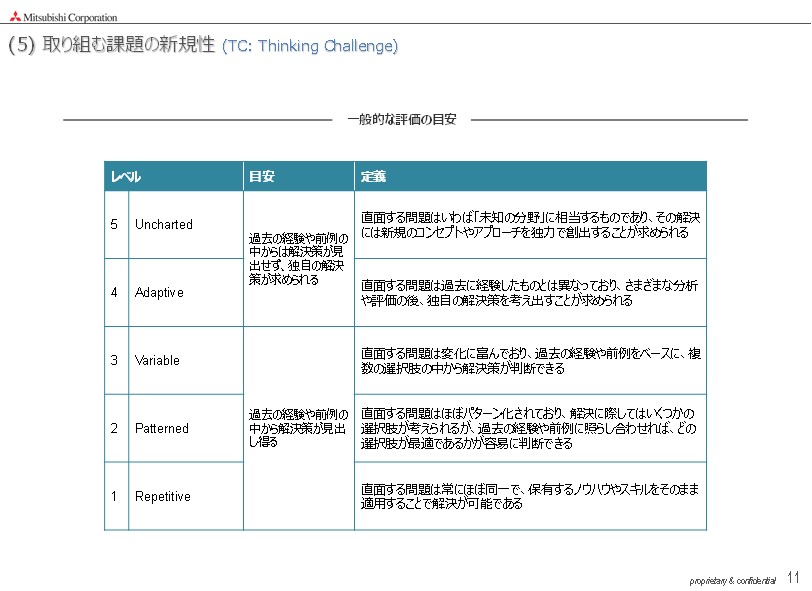 Mitsubishi Corporation
(5) 取り組む課題の新規性 (TC: Thinking Challenge)
一般的な評価の目安
レベル 目安 定義
5 Uncharted
過去の経験や前例の
中からは解決策が見
出せず、独自の解決
策が求められる
直面する問題はいわば「未知の分野」に相当するものであり、その解決
には新規のコンセプトやアプローチを独力で創出することが求められる
4 Adaptive
直面する問題は過去に経験したものとは異なっており、さまざまな分析
や評価の後、独自の解決策を考え出すことが求められる
3 Variable
直面する問題は変化に富んでおり、過去の経験や前例をベースに、複
数の選択肢の中から解決策が判断できる
過去の経験や前例の
中から解決策が見出
し得る
2 Patterned
直面する問題はほぼパターン化されており、解決に際してはいくつかの
選択肢が考えられるが、過去の経験や前例に照らし合わせれば、どの
選択肢が最適であるかが容易に判断できる
1 Repetitive
直面する問題は常にほぼ同一で、保有するノウハウやスキルをそのまま
適用することで解決が可能である
proprietary & confidential 11